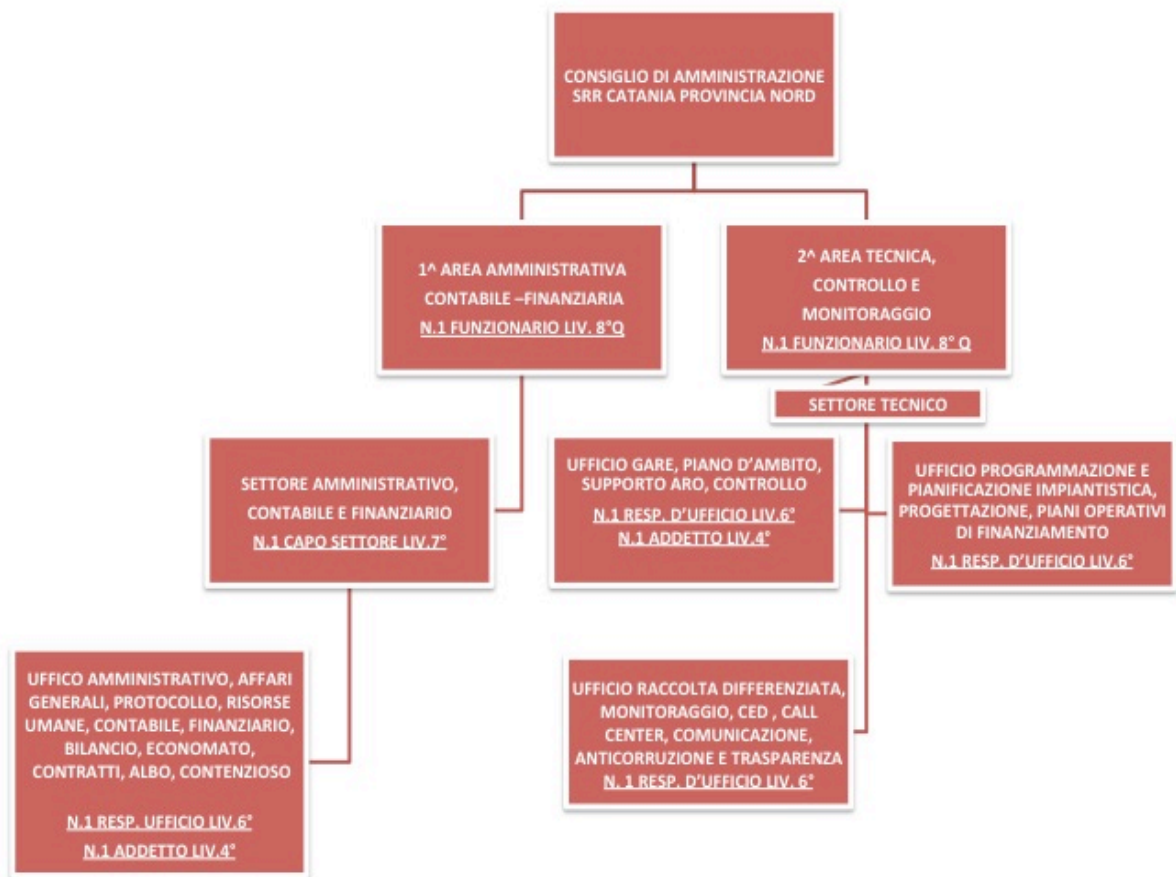 CONSIGLIO DI AMMINISTRAZIONE
SRR CATANIA PROVINCIA NORD
1^ AREA AMMINISTRATIVA
CONTABILE –FINANZIARIA
N.1 FUNZIONARIO LIV. 8°Q
2^ AREA TECNICA,
CONTROLLO E
MONITORAGGIO
N.1 FUNZIONARIO LIV. 8° Q
SETTORE TECNICO
SETTORE AMMINISTRATIVO,
CONTABILE E FINANZIARIO
N.1 CAPO SETTORE LIV.7°
UFFICIO GARE, PIANO D'AMBITO,
SUPPORTO ARO, CONTROLLO
N.1 RESP. D'UFFICIO LIV.6°
N.1 ADDETTO LIV.4°
UFFICIO PROGRAMMAZIONE E
PIANIFICAZIONE IMPIANTISTICA,
PROGETTAZIONE, PIANI OPERATIVI
DI FINANZIAMENTO
N.1 RESP. D'UFFICIO LIV.6°
UFFICO AMMINISTRATIVO, AFFARI
GENERALI, PROTOCOLLO, RISORSE
UMANE, CONTABILE, FINANZIARIO,
BILANCIO, ECONOMATO,
CONTRATTI, ALBO, CONTENZIOSO
N.1 RESP. UFFICIO LIV.6°
N.1 ADDETTO LIV.4°
UFFICIO RACCOLTA DIFFERENZIATA,
MONITORAGGIO, CED , CALL
CENTER, COMUNICAZIONE,
ANTICORRUZIONE E TRASPARENZA
N. 1 RESP. D'UFFICIO LIV. 6°